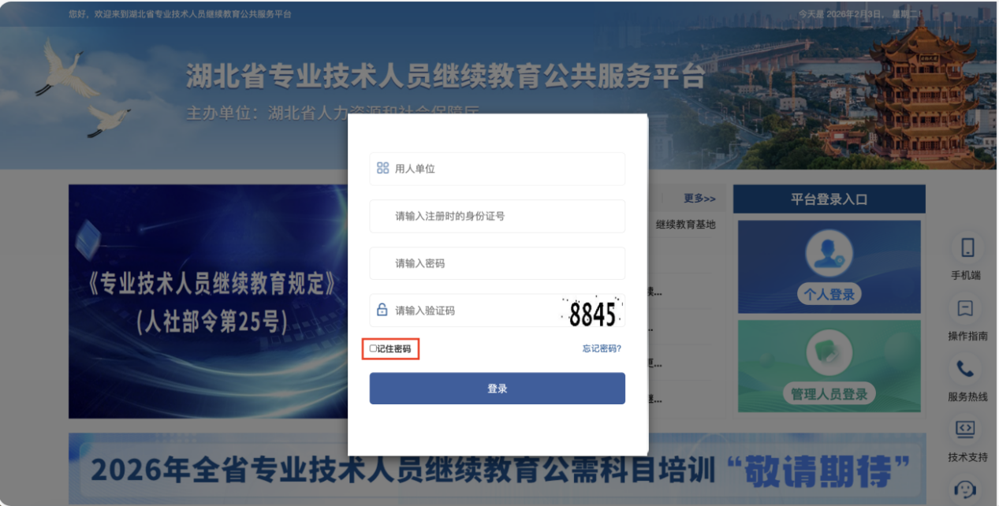 您好，欢迎来到湖北省专业技术人员继续教育公共服务平台
今天是 2026年2月3日， 星期二！
湖北省专业技术人员继续教育公共服务平台
主办单位：湖北省人力资源和社会保障厅
用人单位
请输入注册时的身份证号
请输入密码
请输入验证码
8845
记住密码
忘记密码?
登录
《专业技术人员继续教育规定》
(人社部令第25号)
更多>>
继续教育基地
平台登录入口
个人登录
管理人员登录
手机端
操作指南
服务热线
技术支持
2026年全省专业技术人员继续教育公需科目培训 “敬请期待”